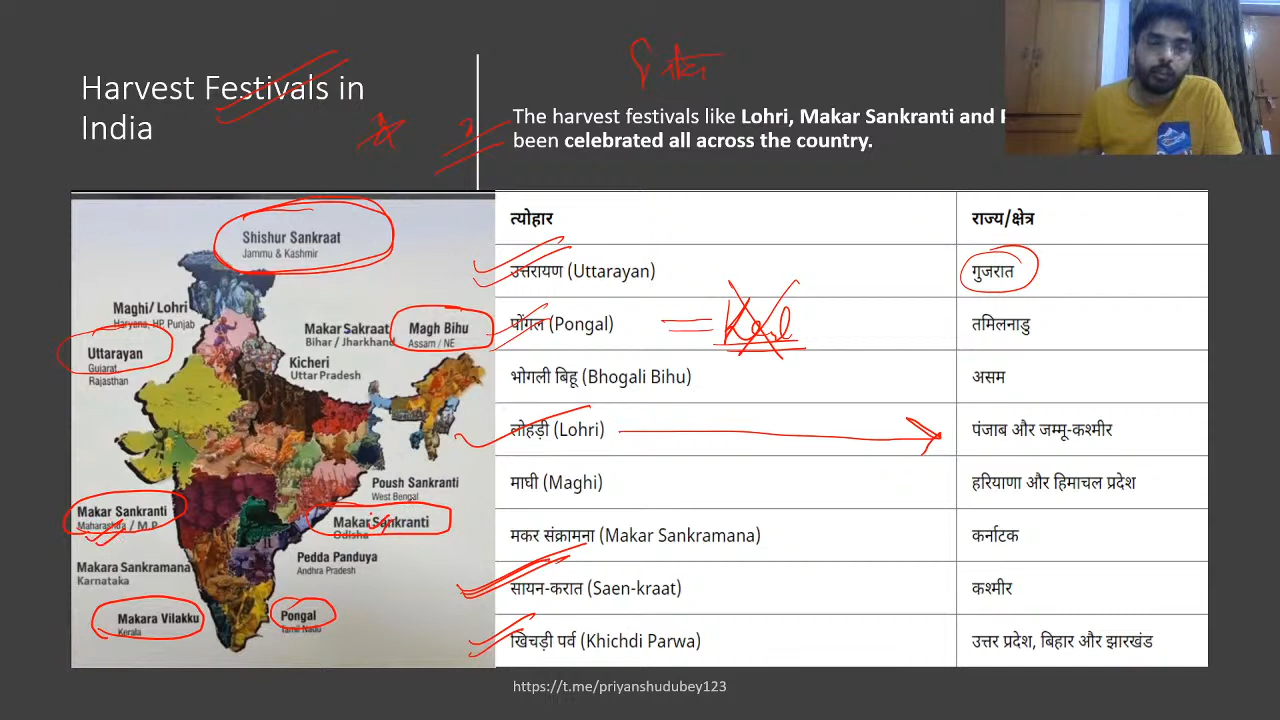 Harvest Festivals in
India
The harvest festivals like Lohri, Makar Sankranti and
been celebrated all across the country.
Shishur Sankraat
Jammu & Kashmir
Maghi/ Lohri
Haryana, HP, Punjab
Makar Sakraat
Bihar / Jharkhand
Magh Bihu
Assam / NE
Uttarayan
Gujarat,
Rajasthan
Kicheri
Uttar Pradesh
Poush Sankranti
West Bengal
Makar Sankranti
Maharashtra / M.P
Makar Sankranti
Odisha
Pedda Panduya
Andhra Pradesh
Makara Sankramana
Karnataka
Makara Vilakku
Kerala
Pongal
Tamil Nadu
त्योहार राज्य/क्षेत्र
उत्तरायण (Uttarayan) गुजरात
पोंगल (Pongal) तमिलनाडु
भोगली बिहू (Bhogali Bihu) असम
लोहड़ी (Lohri) पंजाब और जम्मू-कश्मीर
माघी (Maghi) हरियाणा और हिमाचल प्रदेश
मकर संक्रामना (Makar Sankramana) कर्नाटक
सायन-करात (Saen-kraat) कश्मीर
खिचड़ी पर्व (Khichdi Parwa) उत्तर प्रदेश, बिहार और झारखंड
https://t.me/priyanshudubey123